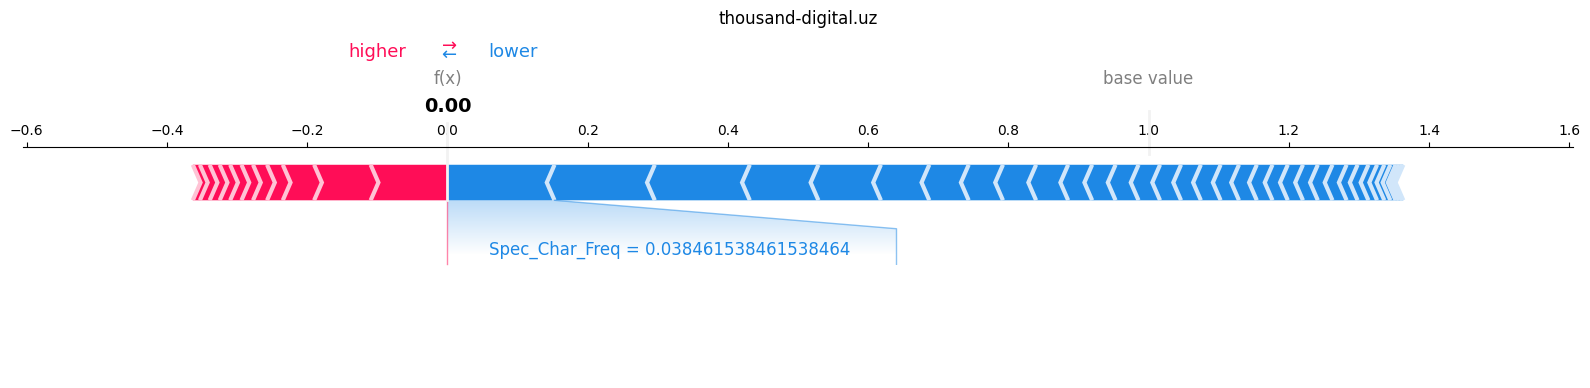 thousand-digital.uz
higher ⇄ lower
f(x) base value
0.00
−0.6 −0.4 −0.2 0.0 0.2 0.4 0.6 0.8 1.0 1.2 1.4 1.6
Spec_Char_Freq = 0.038461538461538464